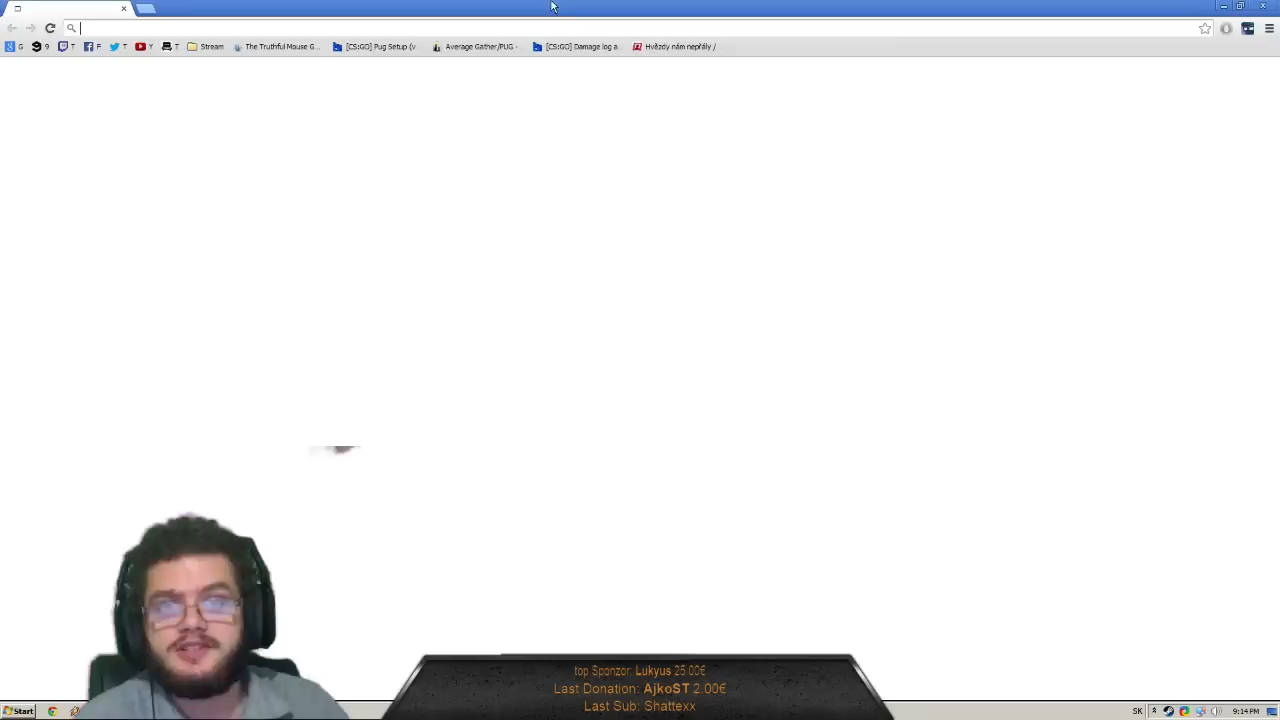 G
9
T
Y
F
T
Y
T
Stream
The Truthful Mouse G...
[CS:GO] Pug Setup (v
Average Gather/PUG -
[CS:GO] Damage log a
Hvězdy nám nepřály /
top Sponzor: Lukyus 25.00€
Last Donation: AjkoST 2.00€
Last Sub: Shattexx
Start
SK
9:14 PM